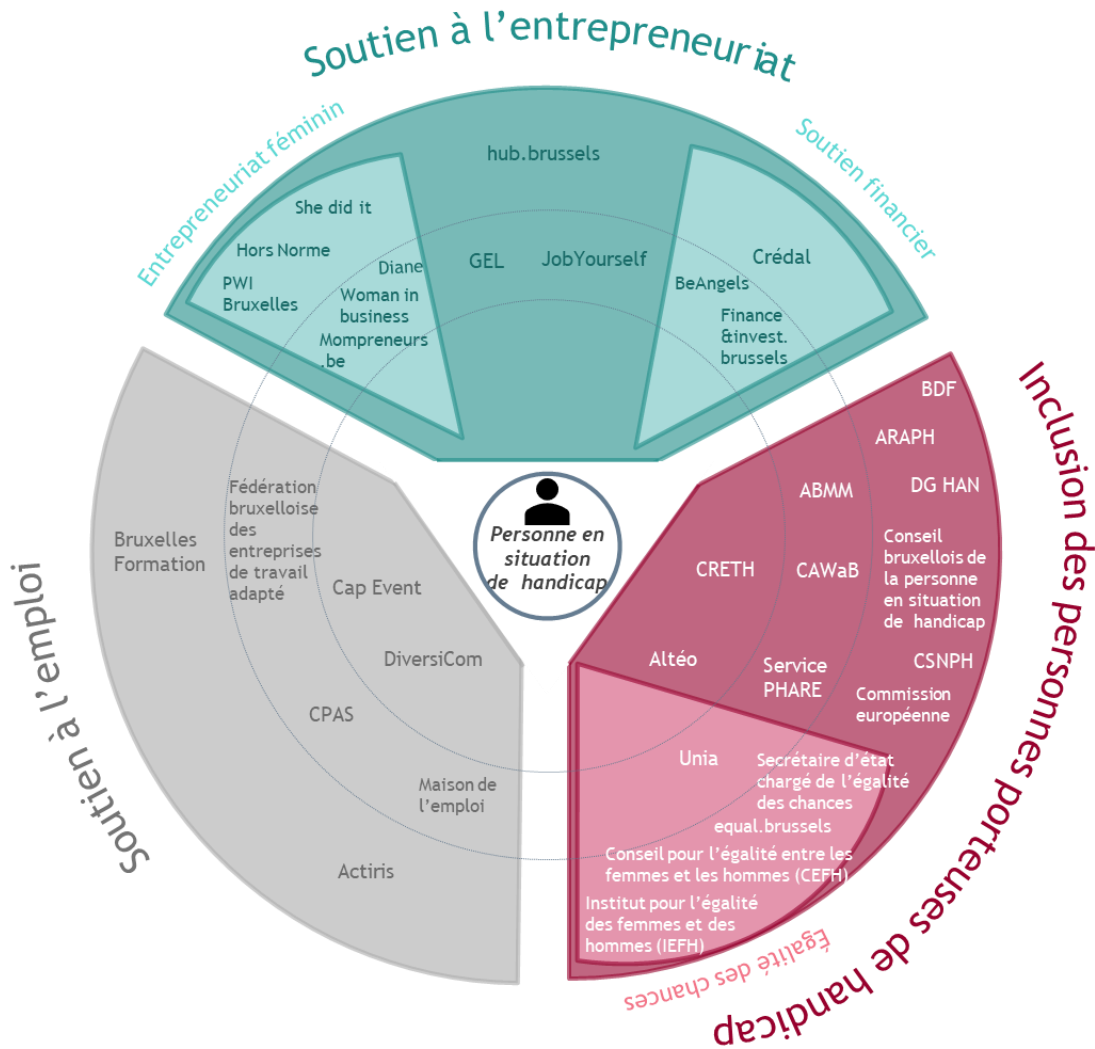 Soutien à l'entrepreneuriat
Entrepreneuriat féminin
Soutien financier
hub.brussels
She did it
Hors Norme
PWI
Bruxelles
Diane
Woman in
business
Mompreneurs
.be
GEL
JobYourself
Crédal
BeAngels
Finance
&invest.
brussels
Personne en
situation
de handicap
Inclusion des personnes porteuses de handicap
BDF
ARAPH
ABMM
DG HAN
Conseil
bruxellois de
la personne
en situation
de handicap
CRETH
CAWaB
Altéo
Service
PHARE
CSNPH
Commission
européenne
Unia
Secrétaire d'état
chargé de l'égalité
des chances
equal.brussels
Conseil pour l'égalité entre les
femmes et les hommes (CEFH)
Institut pour l'égalité
des femmes et des
hommes (IEFH)
Égalité des chances
Soutien à l'emploi
Bruxelles
Formation
Fédération
bruxelloise
des
entreprises
de travail
adapté
Cap Event
DiversiCom
CPAS
Maison de
l'emploi
Actiris